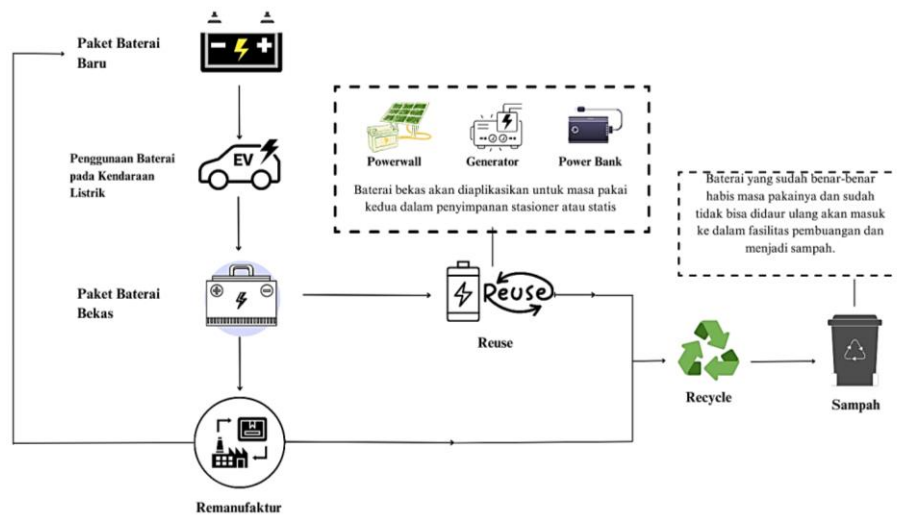 Paket Baterai
Baru
Penggunaan Baterai
pada Kendaraan
Listrik
EV
Powerwall
Generator
Power Bank
Baterai bekas akan diaplikasikan untuk masa pakai
kedua dalam penyimpanan stasioner atau statis
Baterai yang sudah benar-benar
habis masa pakainya dan sudah
tidak bisa didaur ulang akan masuk
ke dalam fasilitas pembuangan dan
menjadi sampah.
Paket Baterai
Bekas
Reuse
Reuse
Recycle
Sampah
Remanufaktur